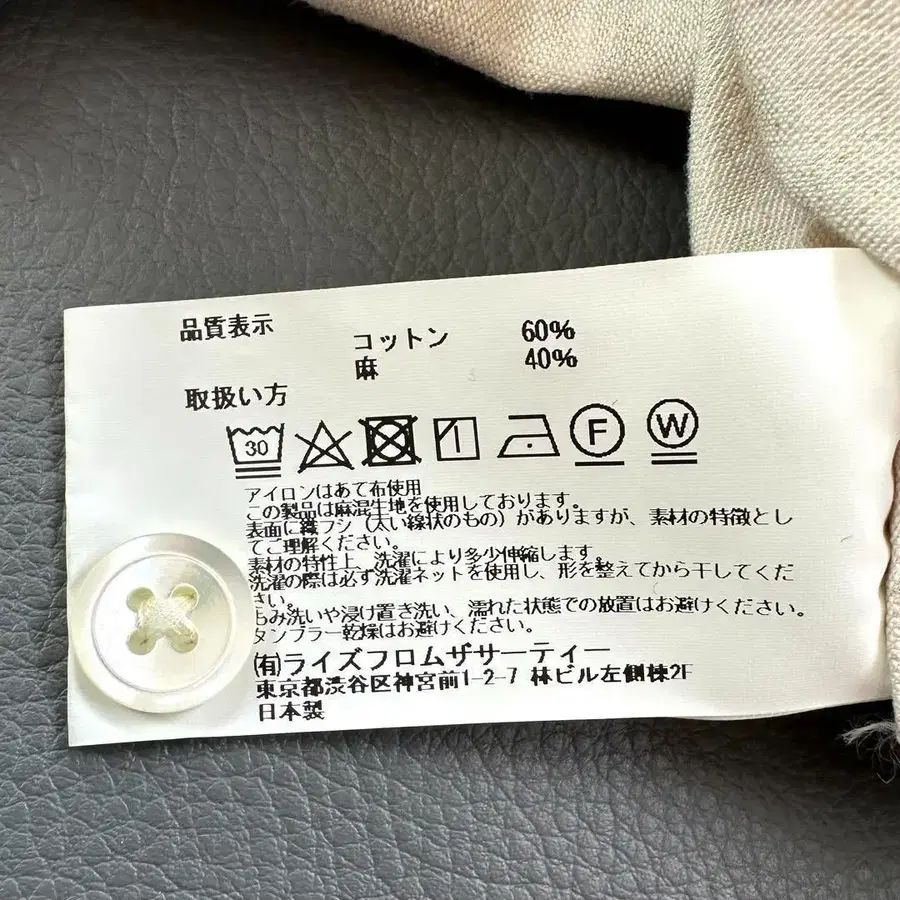 品質表示
コットン 60%
麻 40%
取扱い方
30 F W
アイロンはあて布使用
この製品は麻混生地を使用しております。
表面に織フシ（太い線状のもの）がありますが、素材の特徴とし
てご理解ください。
素材の特性上、洗濯により多少伸縮します。
洗濯の際は必ず洗濯ネットを使用し、形を整えてから干してくだ
さい。
もみ洗いや浸け置き洗い、濡れた状態での放置はお避けください。
タンブラー乾燥はお避けください。
(有)ライズフロムザサーティー
東京都渋谷区神宮前1-2-7 林ビル左側棟2F
日本製